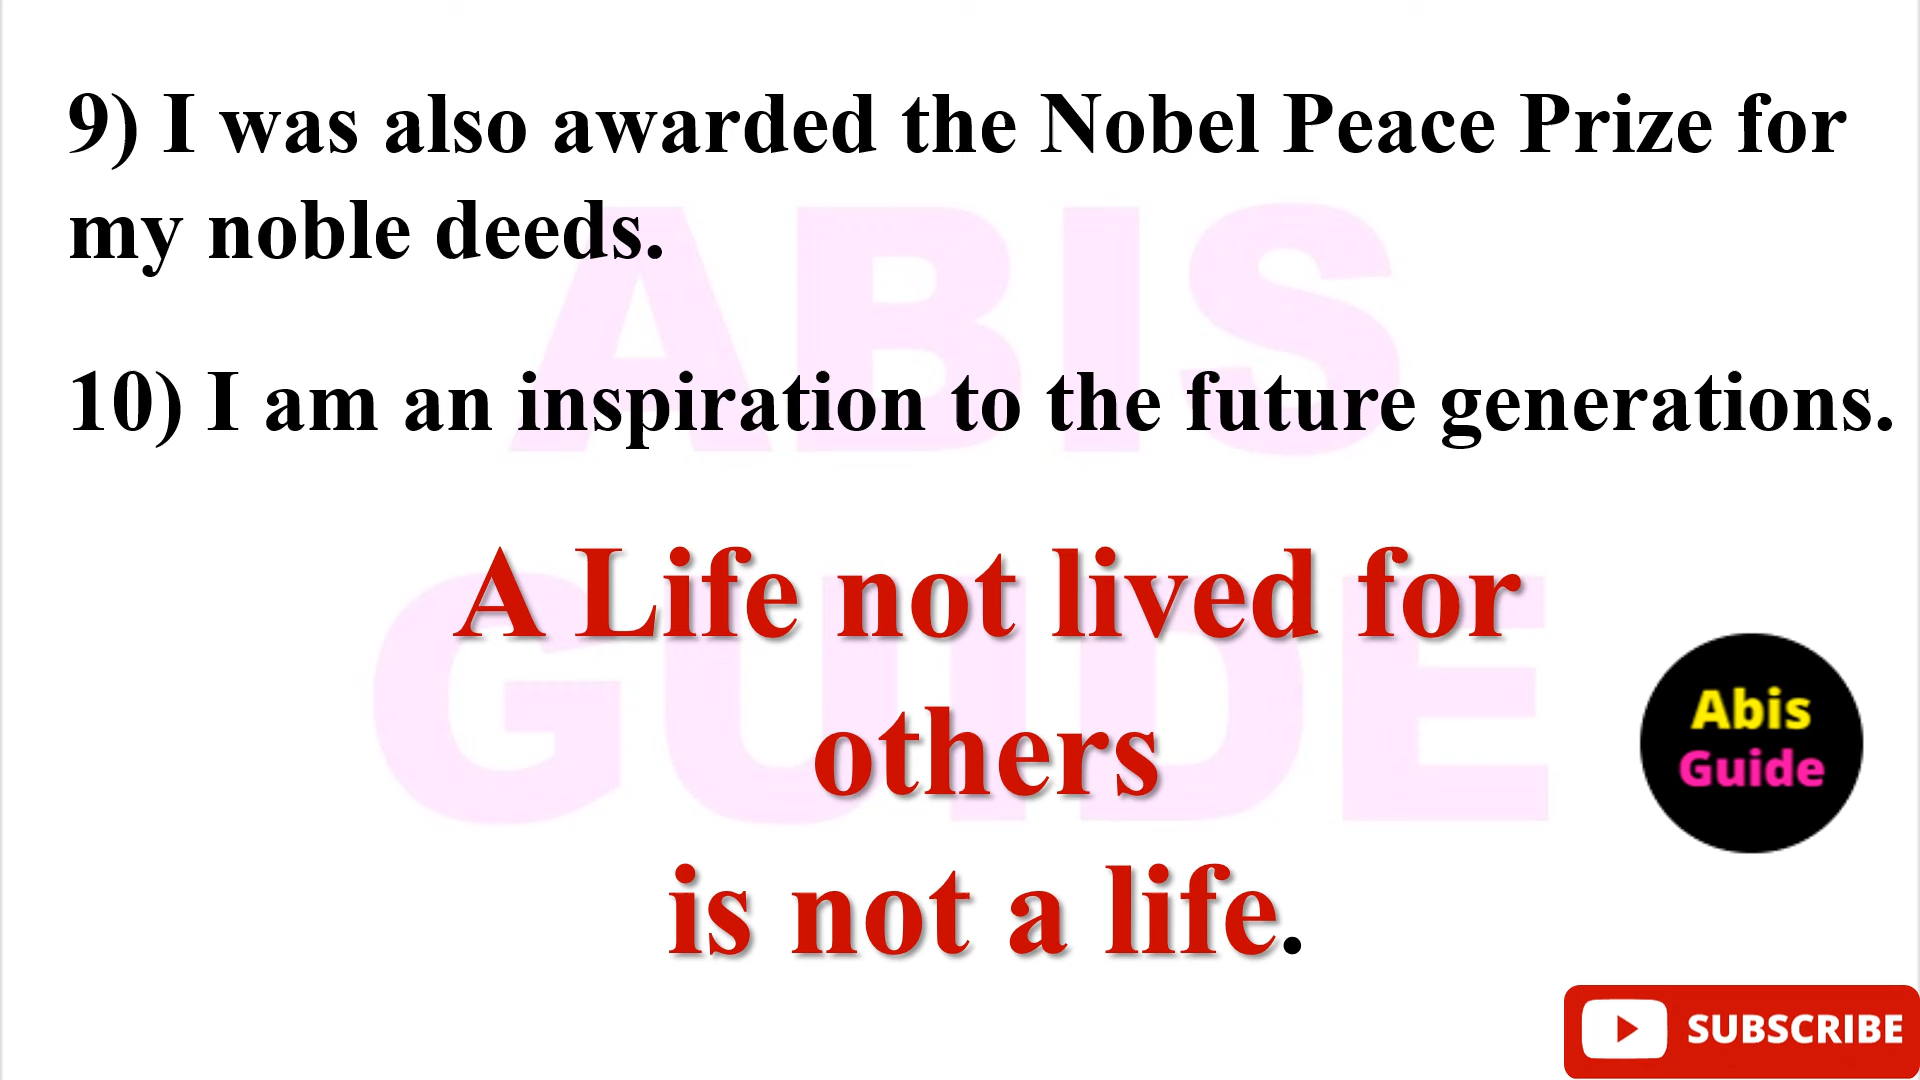 9) I was also awarded the Nobel Peace Prize for
my noble deeds.
10) I am an inspiration to the future generations.
A Life not lived for
others
is not a life.
ABIS
GUIDE
Abis
Guide
SUBSCRIBE